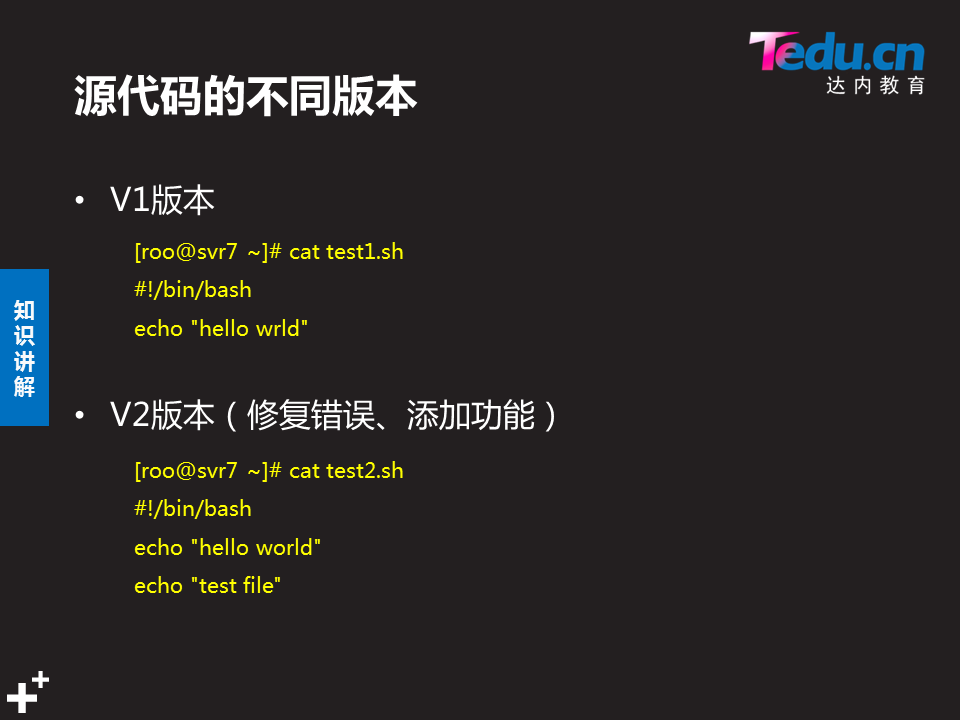 Tedu.cn
达内教育
源代码的不同版本
• V1版本
[roo@svr7 ~]# cat test1.sh
#!/bin/bash
echo "hello wrld"
知识讲解
• V2版本（修复错误、添加功能）
[roo@svr7 ~]# cat test2.sh
#!/bin/bash
echo "hello world"
echo "test file"